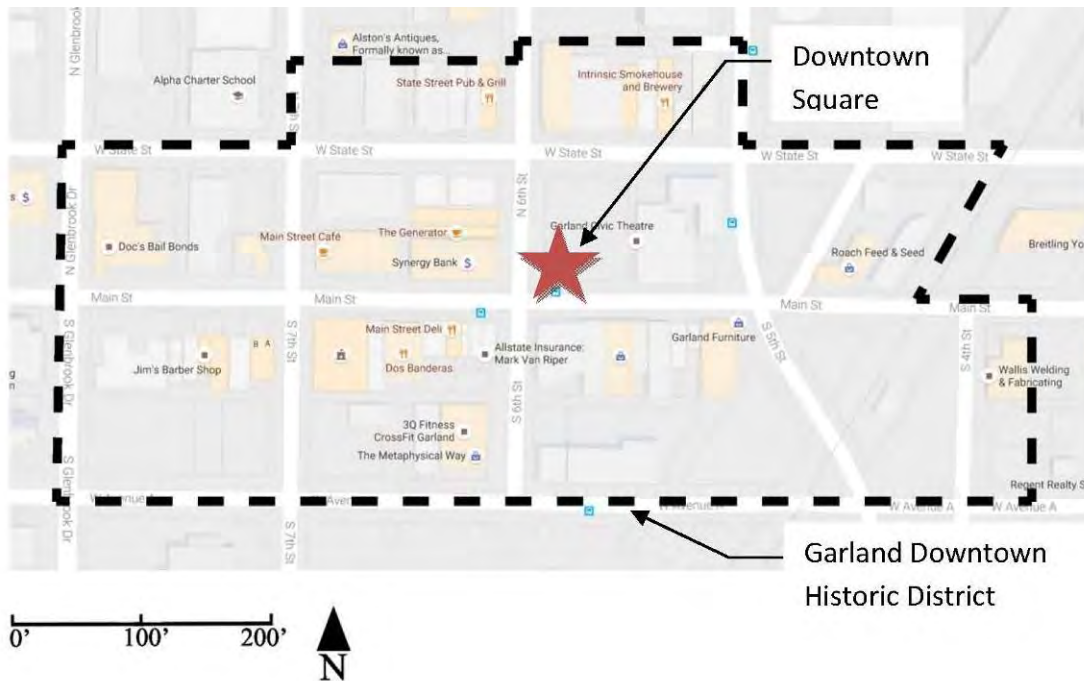 N Glenbrook Dr
Alston's Antiques,
Formally known as...
Downtown
Square
Alpha Charter School
State Street Pub & Grill
Intrinsic Smokehouse
and Brewery
W State St
W State St
W State St
W State St
W State St
N 6th St
N Glenbrook Dr
Doc's Bail Bonds
Main Street Café
The Generator
Synergy Bank
Garland Civic Theatre
Roach Feed & Seed
Breitling Yo
Main St
Main St
Main St
Main St
S Glenbrook Dr
S 7th St
Main Street Deli
Dos Banderas
Allstate Insurance:
Mark Van Riper
Garland Furniture
S 5th St
S 4th St
B A
Jim's Barber Shop
Wallis Welding
& Fabricating
S 6th St
3Q Fitness
CrossFit Garland
The Metaphysical Way
Regent Realty S
S Glenbrook Dr
W Avenue A
W Avenue A
W Avenue A
W Avenue A
S 7th St
Garland Downtown
Historic District
0' 100' 200'
N